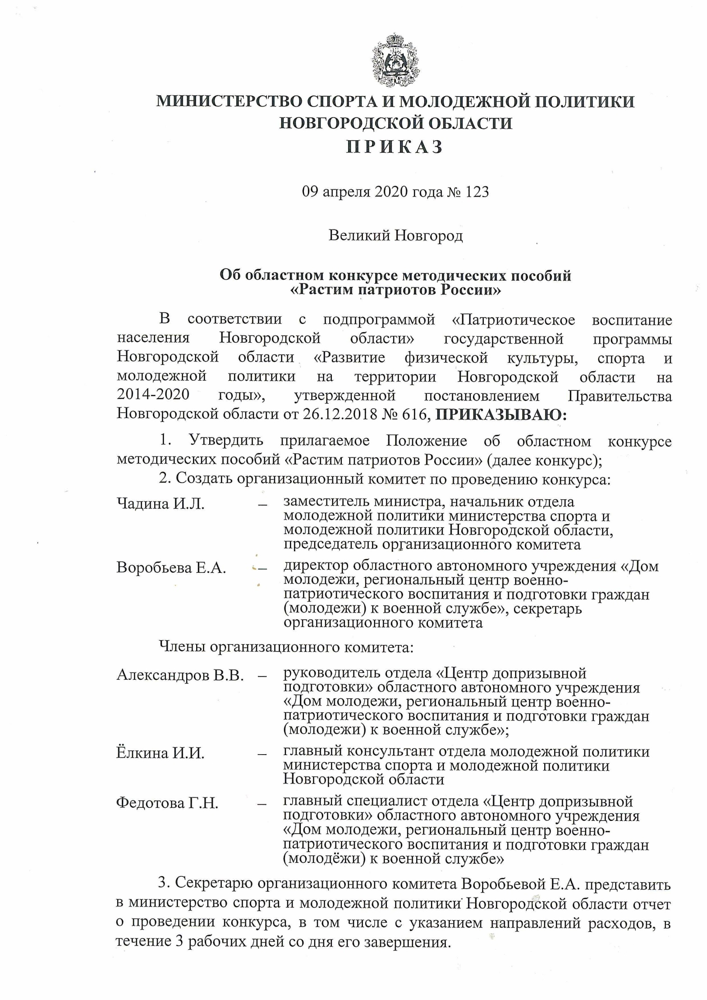 МИНИСТЕРСТВО СПОРТА И МОЛОДЕЖНОЙ ПОЛИТИКИ
НОВГОРОДСКОЙ ОБЛАСТИ
П Р И К А З
09 апреля 2020 года № 123
Великий Новгород
Об областном конкурсе методических пособий
«Растим патриотов России»
В соответствии с подпрограммой «Патриотическое воспитание
населения Новгородской области» государственной программы
Новгородской области «Развитие физической культуры, спорта и
молодежной политики на территории Новгородской области на
2014-2020 годы», утвержденной постановлением Правительства
Новгородской области от 26.12.2018 № 616, ПРИКАЗЫВАЮ:
1. Утвердить прилагаемое Положение об областном конкурсе
методических пособий «Растим патриотов России» (далее конкурс);
2. Создать организационный комитет по проведению конкурса:
Чадина И.Л. – заместитель министра, начальник отдела
молодежной политики министерства спорта и
молодежной политики Новгородской области,
председатель организационного комитета
Воробьева Е.А. – директор областного автономного учреждения «Дом
молодежи, региональный центр военно-
патриотического воспитания и подготовки граждан
(молодежи) к военной службе», секретарь
организационного комитета
Члены организационного комитета:
Александров В.В. – руководитель отдела «Центр допризывной
подготовки» областного автономного учреждения
«Дом молодежи, региональный центр военно-
патриотического воспитания и подготовки граждан
(молодежи) к военной службе»;
Ёлкина И.И. – главный консультант отдела молодежной политики
министерства спорта и молодежной политики
Новгородской области
Федотова Г.Н. – главный специалист отдела «Центр допризывной
подготовки» областного автономного учреждения
«Дом молодежи, региональный центр военно-
патриотического воспитания и подготовки граждан
(молодёжи) к военной службе»
3. Секретарю организационного комитета Воробьевой Е.А. представить
в министерство спорта и молодежной политики Новгородской области отчет
о проведении конкурса, в том числе с указанием направлений расходов, в
течение 3 рабочих дней со дня его завершения.